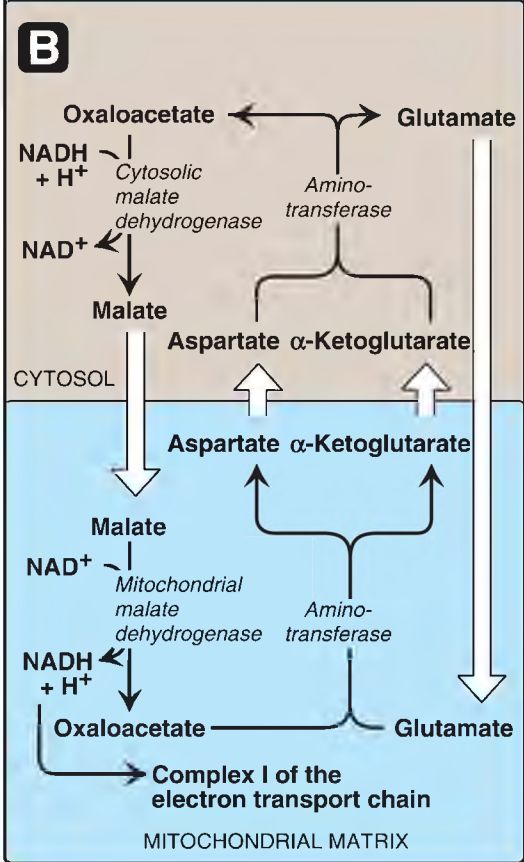 B
Oxaloacetate
Glutamate
NADH
+ H+
Cytosolic
malate
dehydrogenase
Amino-
transferase
NAD+
Malate
Aspartate α-Ketoglutarate
CYTOSOL
Aspartate α-Ketoglutarate
Malate
NAD+
Mitochondrial
malate
dehydrogenase
Amino-
transferase
NADH
+ H+
Oxaloacetate
Glutamate
Complex I of the
electron transport chain
MITOCHONDRIAL MATRIX